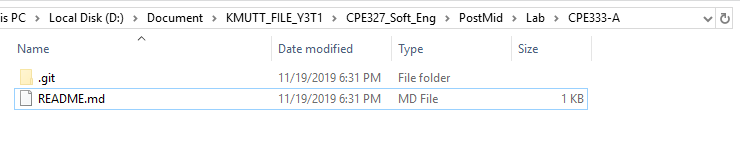 is PC > Local Disk (D:) > Document > KMUTT_FILE_Y3T1 > CPE327_Soft_Eng > PostMid > Lab > CPE333-A
Name Date modified Type Size
.git 11/19/2019 6:31 PM File folder
README.md 11/19/2019 6:31 PM MD File 1 KB